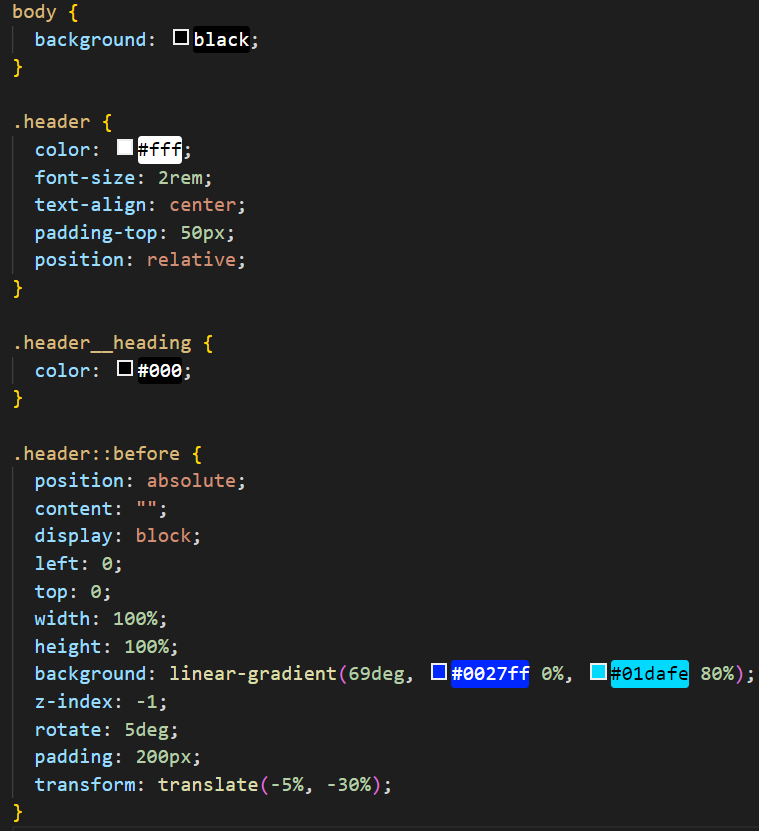 body {
  background: black;
}

.header {
  color: #fff;
  font-size: 2rem;
  text-align: center;
  padding-top: 50px;
  position: relative;
}

.header__heading {
  color: #000;
}

.header::before {
  position: absolute;
  content: "";
  display: block;
  left: 0;
  top: 0;
  width: 100%;
  height: 100%;
  background: linear-gradient(69deg, #0027ff 0%, #01dafe 80%);
  z-index: -1;
  rotate: 5deg;
  padding: 200px;
  transform: translate(-5%, -30%);
}